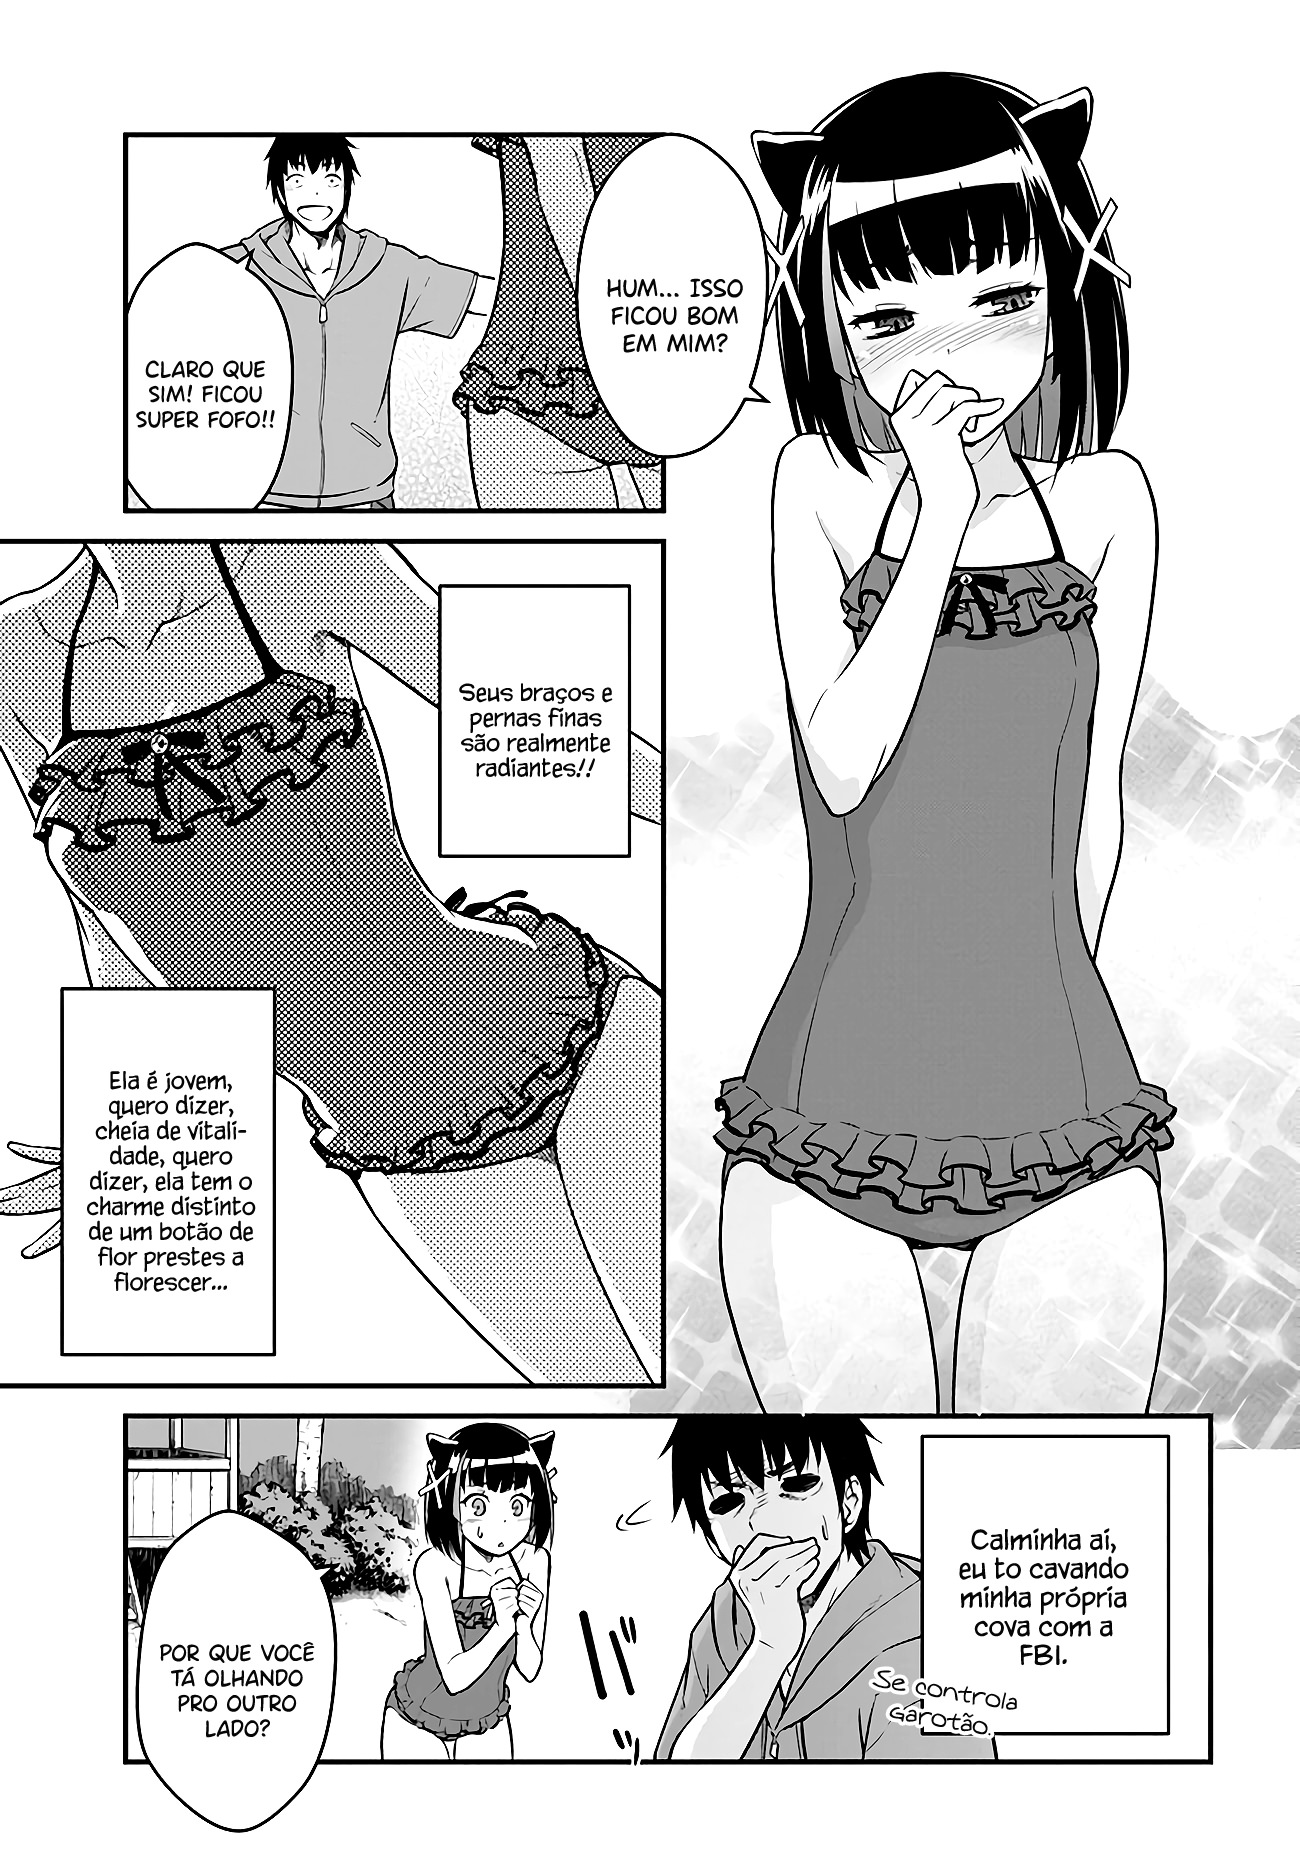 HUM... ISSO
FICOU BOM
EM MIM?
CLARO QUE
SIM! FICOU
SUPER FOFO!!
Seus braços e
pernas finas
são realmente
radiantes!!
Ela é jovem,
quero dizer,
cheia de vitali-
dade, quero
dizer, ela tem o
charme distinto
de um botão de
flor prestes a
florescer...
Calminha aí,
eu to cavando
minha própria
cova com a
FBI.
Se controla
garotão.
POR QUE VOCÊ
TÁ OLHANDO
PRO OUTRO
LADO?